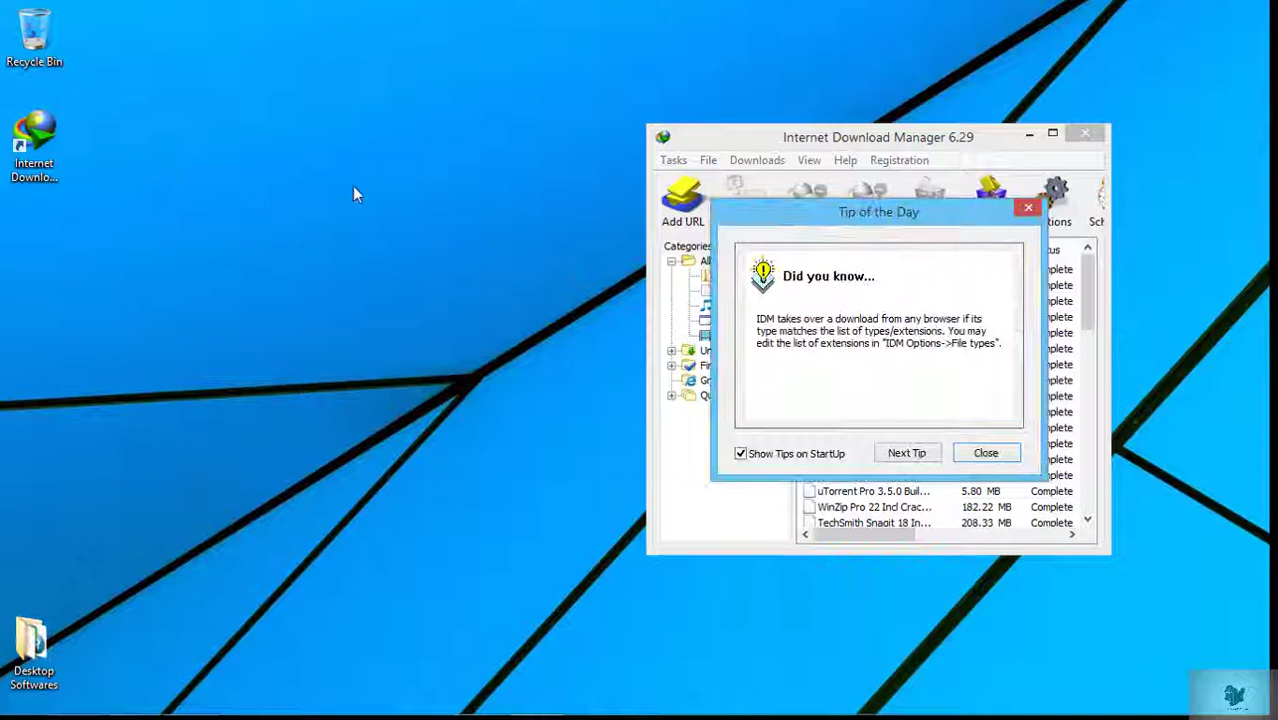 Recycle Bin
Internet
Downlo...
Desktop
Softwares
Internet Download Manager 6.29
Tasks File Downloads View Help Registration
Add URL
Categories
Tip of the Day
Did you know...
IDM takes over a download from any browser if its
type matches the list of types/extensions. You may
edit the list of extensions in "IDM Options->File types".
Show Tips on StartUp
Next Tip
Close
uTorrent Pro 3.5.0 Buil... 5.80 MB Complete
WinZip Pro 22 Incl Crac... 182.22 MB Complete
TechSmith Snagit 18 In... 208.33 MB Complete